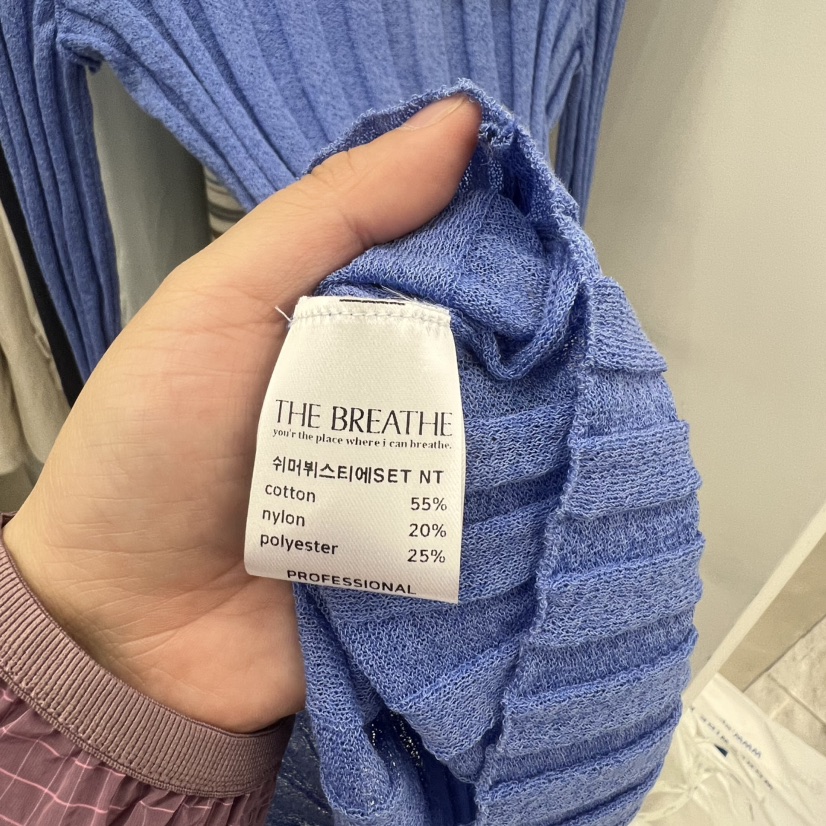 THE BREATHE
you'r the place where i can breathe.
쉬머뷔스티에SET NT
cotton 55%
nylon 20%
polyester 25%
PROFESSIONAL